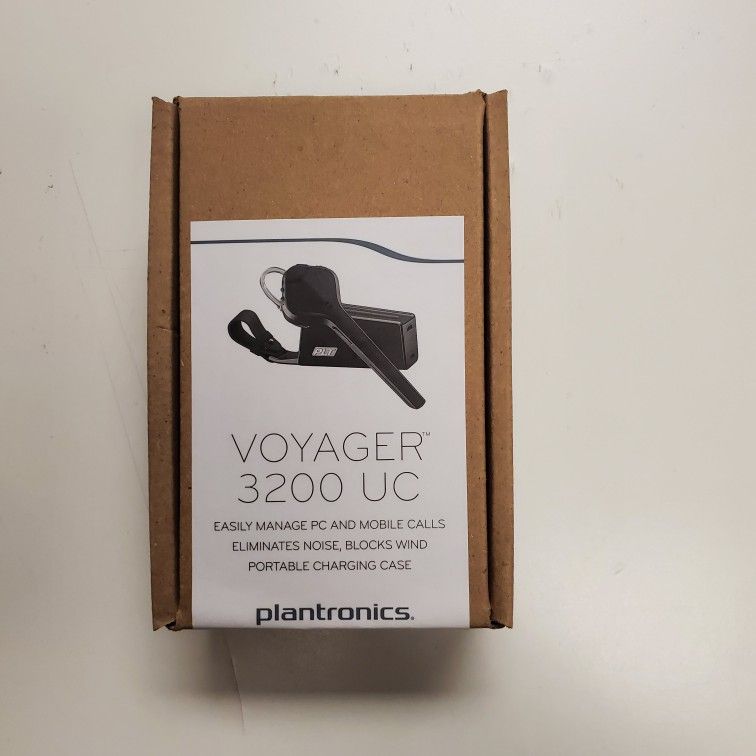 VOYAGER™
3200 UC
EASILY MANAGE PC AND MOBILE CALLS
ELIMINATES NOISE, BLOCKS WIND
PORTABLE CHARGING CASE
plantronics®